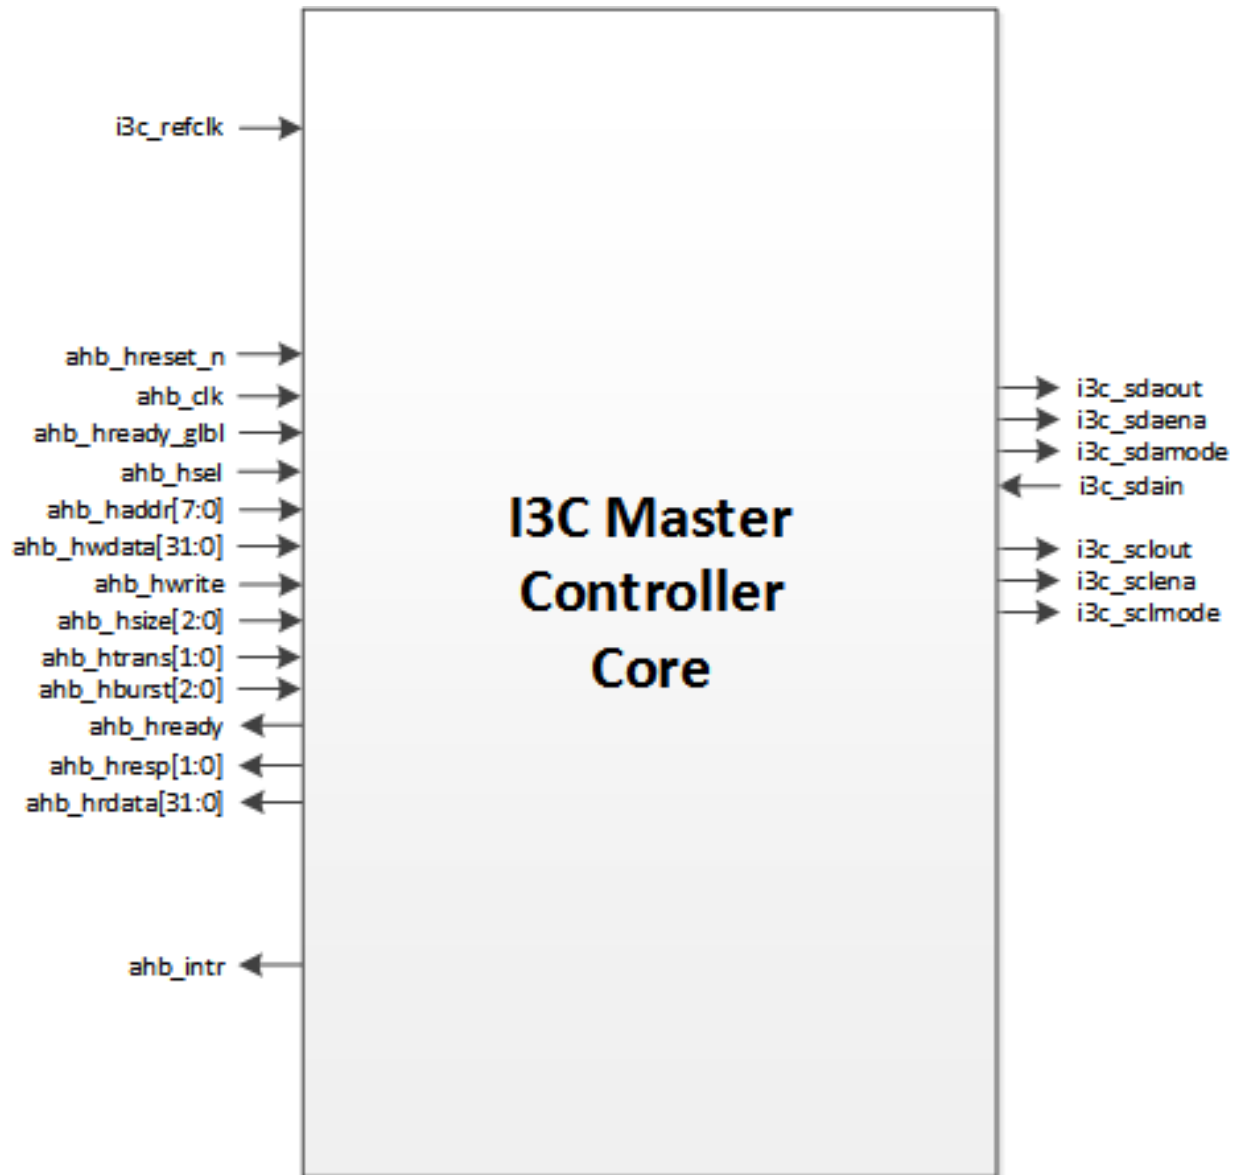 i3c_refclk
ahb_hreset_n
ahb_clk
ahb_hready_glbl
ahb_hsel
ahb_haddr[7:0]
ahb_hwdata[31:0]
ahb_hwrite
ahb_hsize[2:0]
ahb_htrans[1:0]
ahb_hburst[2:0]
ahb_hready
ahb_hresp[1:0]
ahb_hrdata[31:0]
ahb_intr
I3C Master
Controller
Core
i3c_sdaout
i3c_sdaena
i3c_sdamode
i3c_sdain
i3c_sclout
i3c_sclena
i3c_sclmode